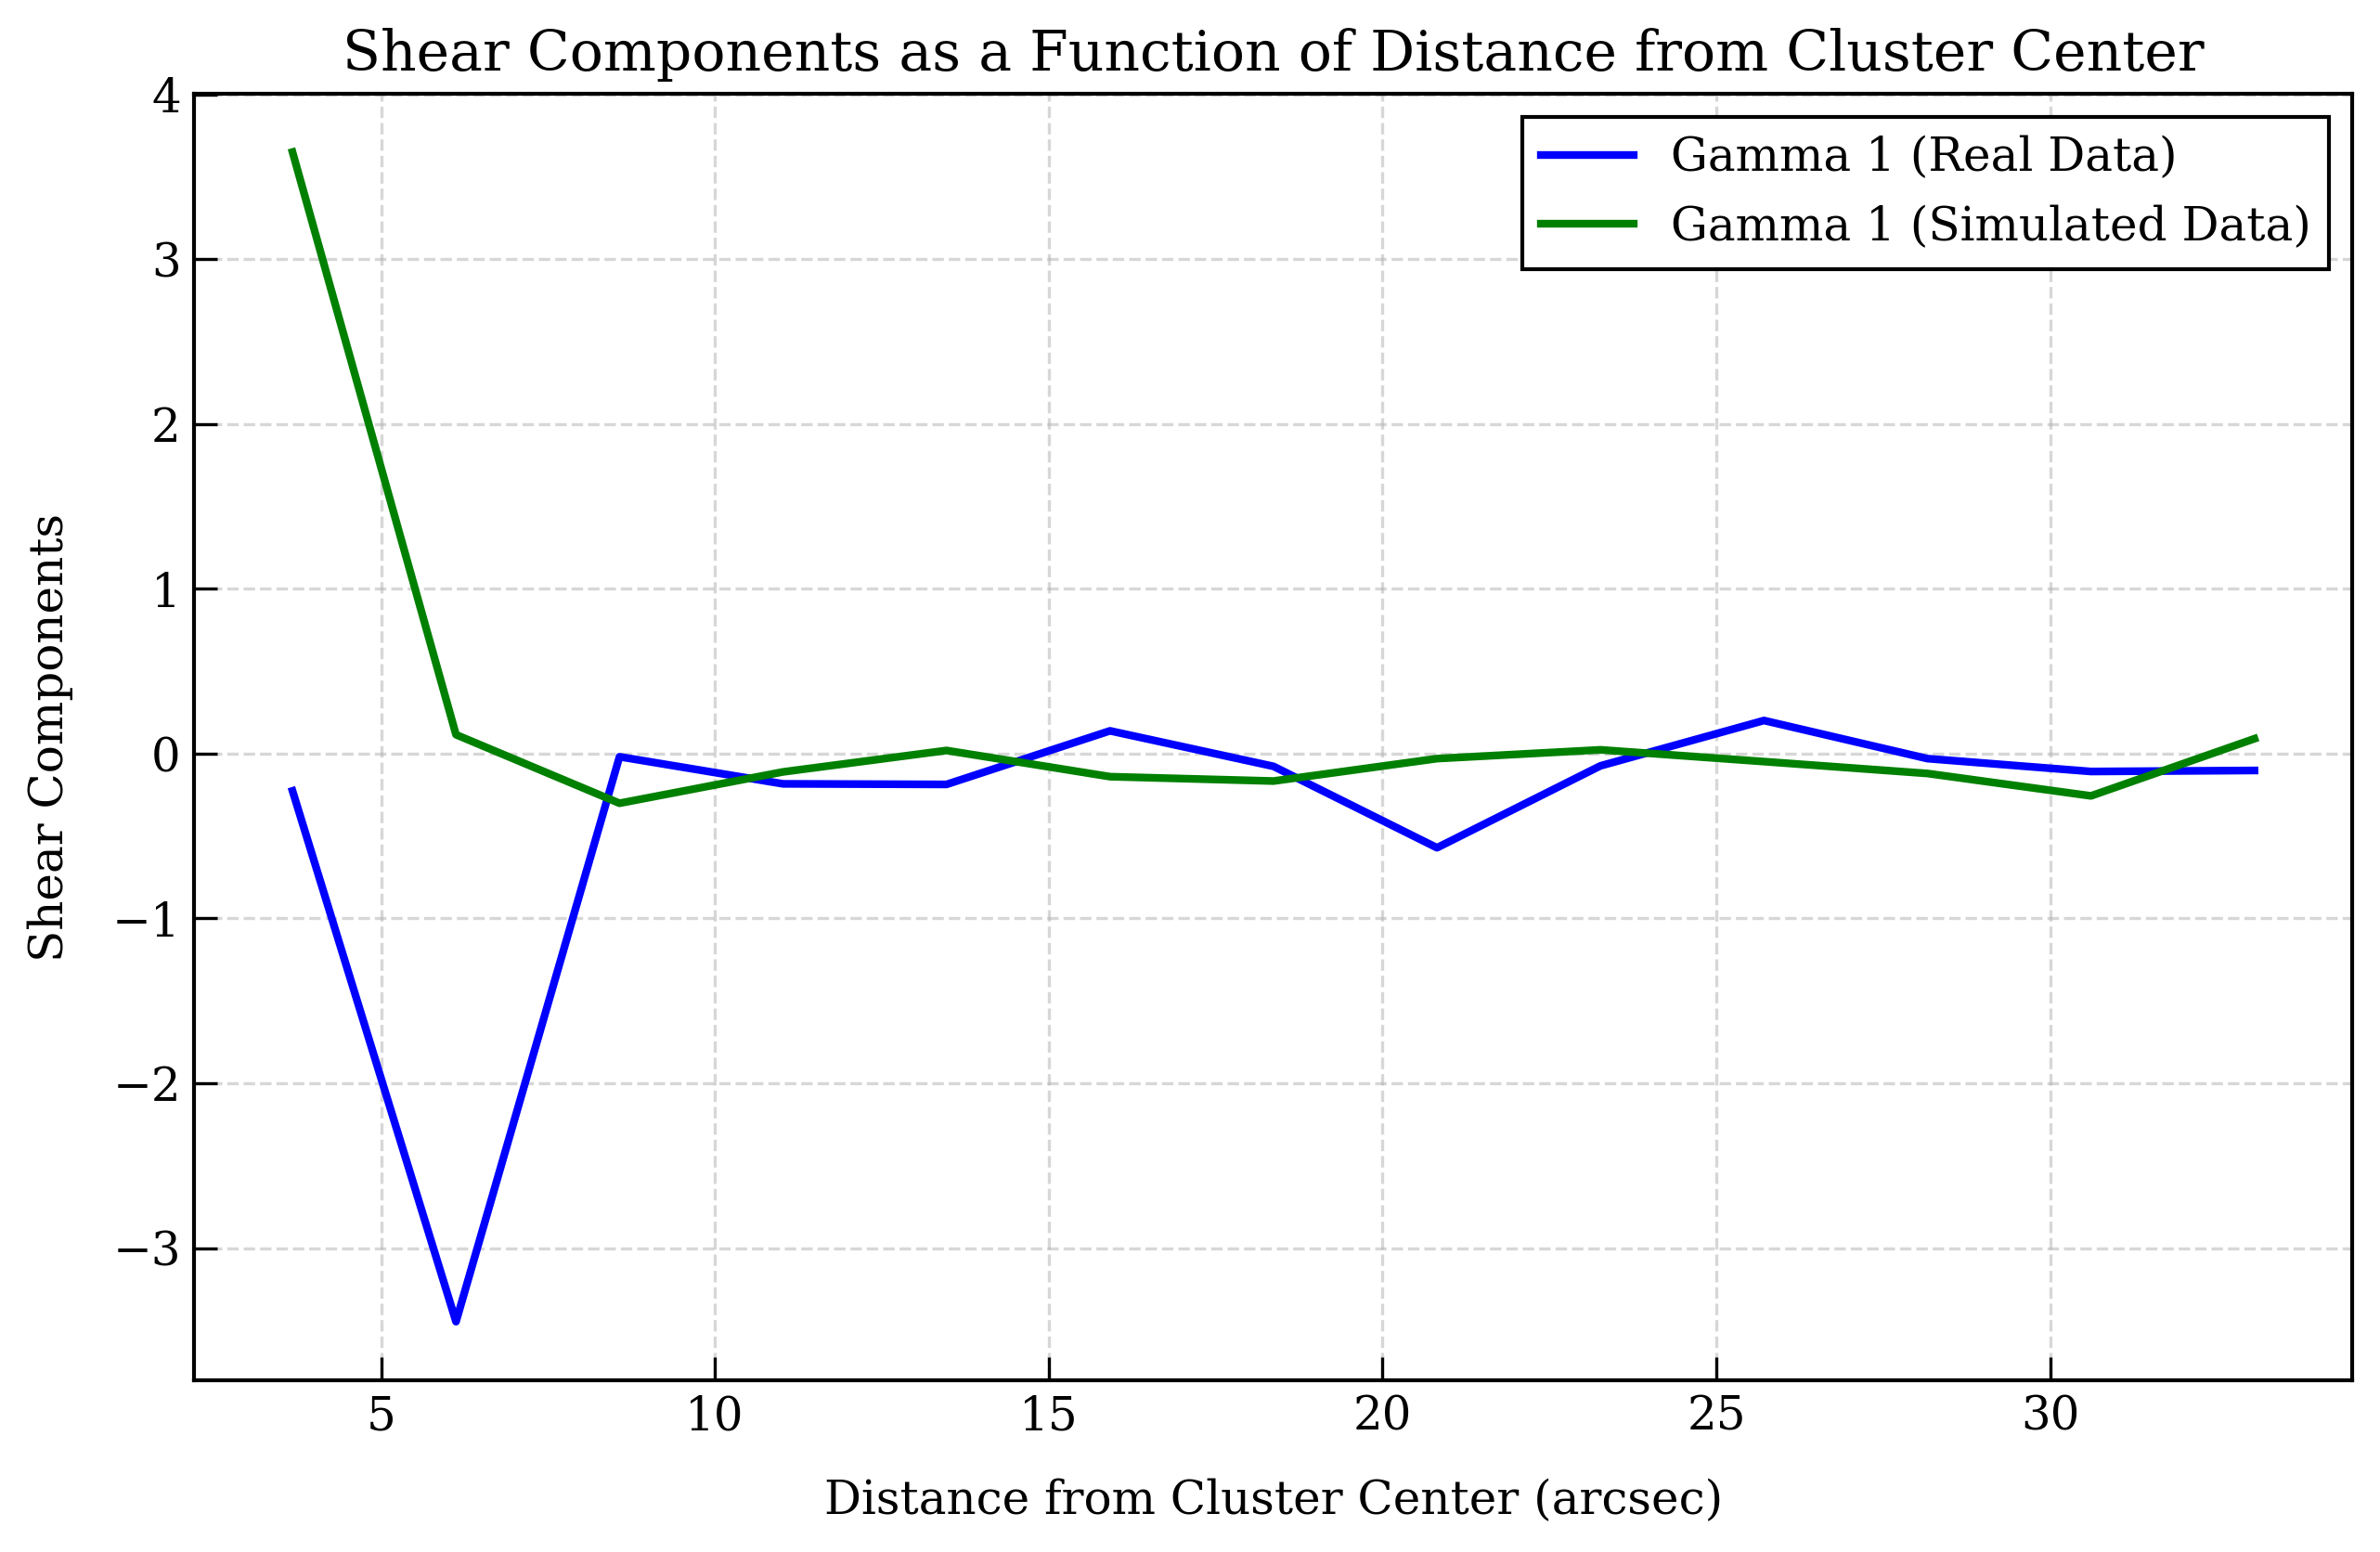 Shear Components as a Function of Distance from Cluster Center
4
3
2
1
0
−1
−2
−3
Shear Components
Gamma 1 (Real Data)
Gamma 1 (Simulated Data)
5 10 15 20 25 30
Distance from Cluster Center (arcsec)